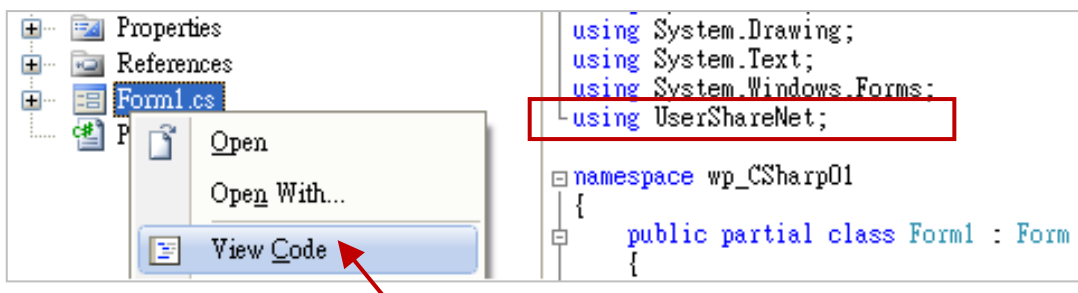 Properties
References
Form1.cs
P
Open
Open With...
View Code
using System.Drawing;
using System.Text;
using System.Windows.Forms;
using UserShareNet;
namespace wp_CSharp01
{
public partial class Form1 : Form
{